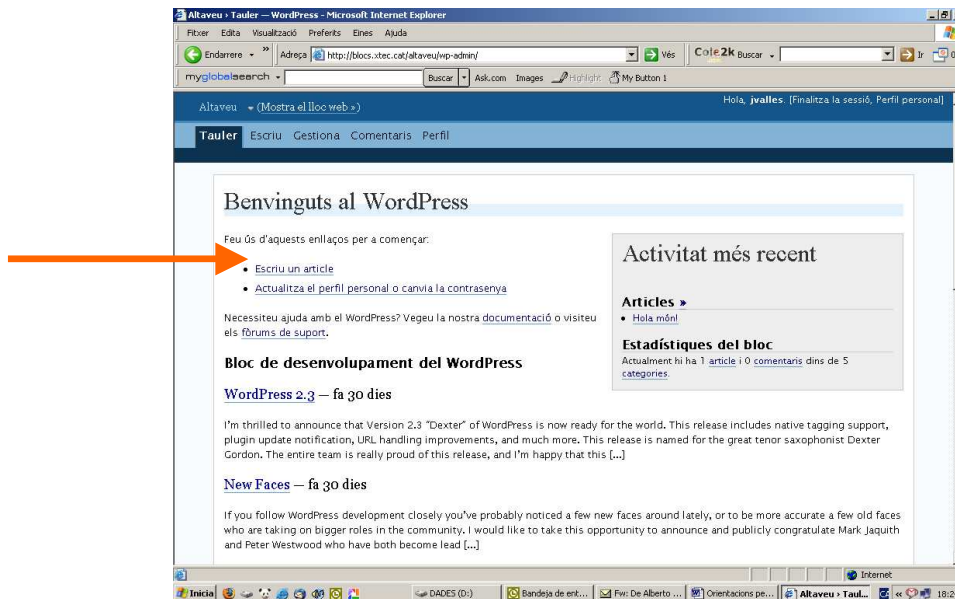 Altaveu › Tauler — WordPress - Microsoft Internet Explorer
Fitxer Edita Visualització Preferits Eines Ajuda
Endarrere » Adreça http://blocs.xtec.cat/altaveu/wp-admin/ Vés Cole2k Buscar Ir
myglobalsearch Buscar Ask.com Images Highlight My Button 1
Altaveu (Mostra el lloc web ») Hola, jvalles. [Finalitza la sessió, Perfil personal]
Tauler Escriu Gestiona Comentaris Perfil
Benvinguts al WordPress
Feu ús d'aquests enllaços per a començar:
Escriu un article
Actualitza el perfil personal o canvia la contrasenya
Necessiteu ajuda amb el WordPress? Vegeu la nostra documentació o visiteu
els fòrums de suport.
Activitat més recent
Articles »
Hola món!
Estadístiques del bloc
Actualment hi ha 1 article i 0 comentaris dins de 5
categories.
Bloc de desenvolupament del WordPress
WordPress 2.3 — fa 30 dies
I'm thrilled to announce that Version 2.3 "Dexter" of WordPress is now ready for the world. This release includes native tagging support,
plugin update notification, URL handling improvements, and much more. This release is named for the great tenor saxophonist Dexter
Gordon. The entire team is really proud of this release, and I'm happy that this [...]
New Faces — fa 30 dies
If you follow WordPress development closely you've probably noticed a few new faces around lately, or to be more accurate a few old faces
who are taking on bigger roles in the community. I would like to take this opportunity to announce and publicly congratulate Mark Jaquith
and Peter Westwood who have both become lead [...]
Internet
Inicia DADES (D:) Bandeja de ent... Fw: De Alberto ... Orientacions pe... Altaveu › Taul... « 18:2